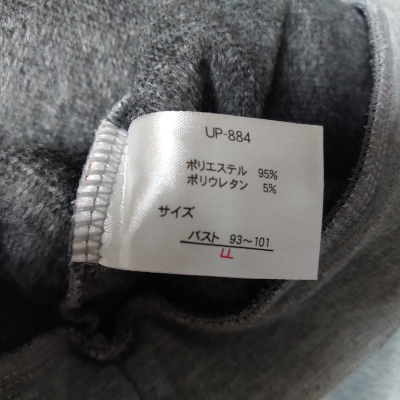 UP-884
ポリエステル 95%
ポリウレタン 5%
サイズ
バスト 93〜101
LL